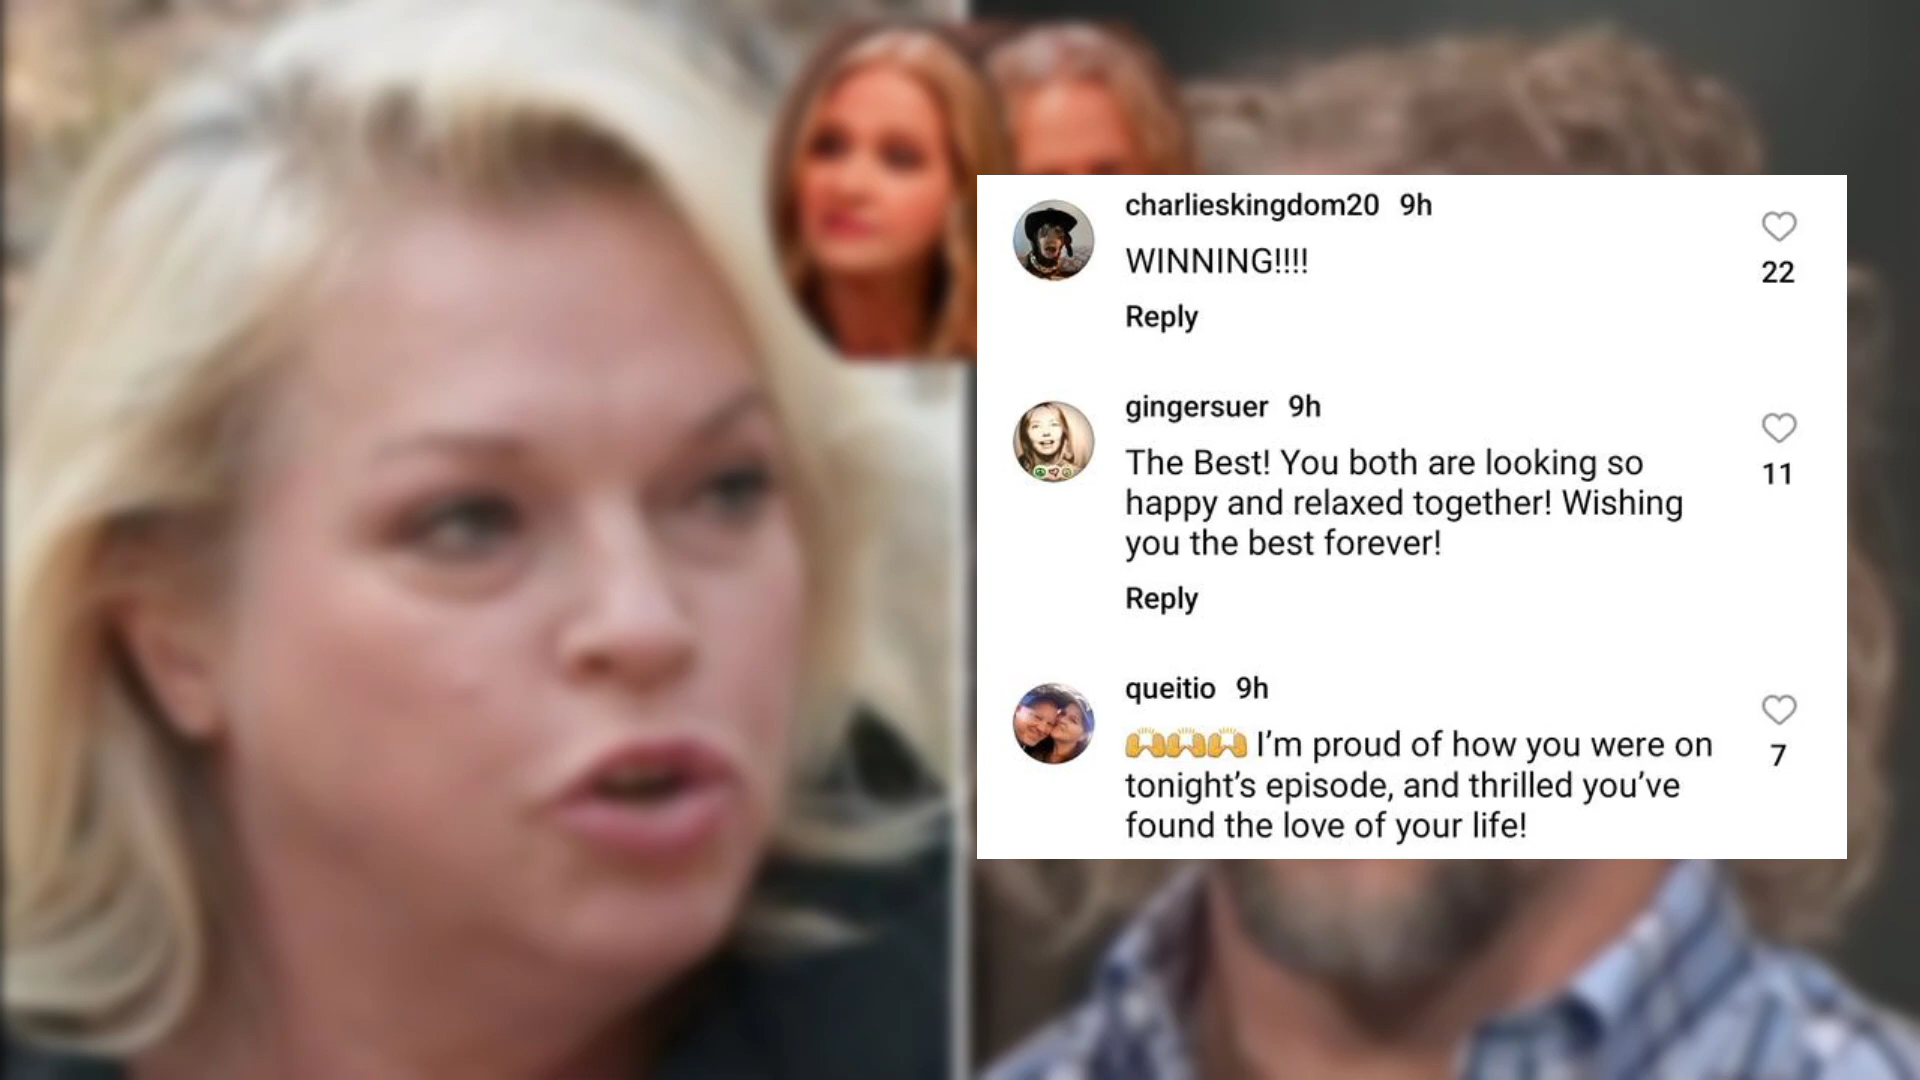 charlieskingdom20 9h
WINNING!!!!
22
Reply
gingersuer 9h
The Best! You both are looking so
happy and relaxed together! Wishing
you the best forever!
11
Reply
queitio 9h
🙌🙌🙌 I’m proud of how you were on
tonight’s episode, and thrilled you’ve
found the love of your life!
7